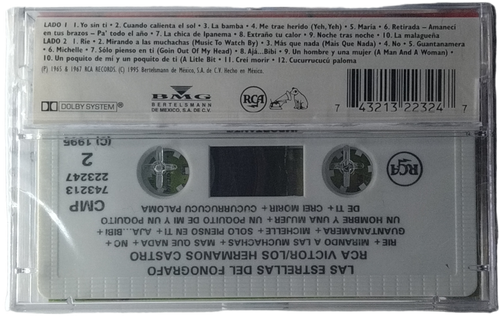 LADO 1 | 1. Yo sin ti • 2. Cuando calienta el sol • 3. La bamba • 4. Me trae herido (Yeh, Yeh) • 5. María • 6. Retirada – Amanecí
en tus brazos – Pa' todo el año • 7. La chica de Ipanema • 8. Extraño tu calor • 9. Noche tras noche • 10. La malagueña
LADO 2 | 1. Rie • 2. Mirando a las muchachas (Music To Watch By) • 3. Más que nada (Mais Que Nada) • 4. No • 5. Guantanamera
• 6. Michelle • 7. Sólo pienso en ti (Goin Out Of My Head) • 8. Ajá...Bibi • 9. Un hombre y una mujer (A Man And A Woman) •
10. Un poquito de mi y un poquito de ti (A Litle Bit • 11. Crei morir • 12. Cucurrucucú paloma
(P) 1965 & 1967 RCA RECORDS. (C) 1995 Bertelsmann de México, S.A. de C.V. Hecho en México.
DOLBY SYSTEM
BMG
BERTELSMANN
DE MEXICO, S.A. DE C.V.
RCA
7 43213 22324 7
LAS ESTRELLAS DEL FONOGRAFO
RCA VICTOR/LOS HERMANOS CASTRO
RIE • MIRANDO A LAS MUCHACHAS • MAS QUE NADA • NO •
GUANTANAMERA • MICHELLE • SOLO PIENSO EN TI • AJA...BIBI •
UN HOMBRE Y UNA MUJER • UN POQUITO DE MI Y UN POQUITO
DE TI • CREI MORIR • CUCURRUCUCU PALOMA
RCA
CMP
743213
223247
2
(C) 1995